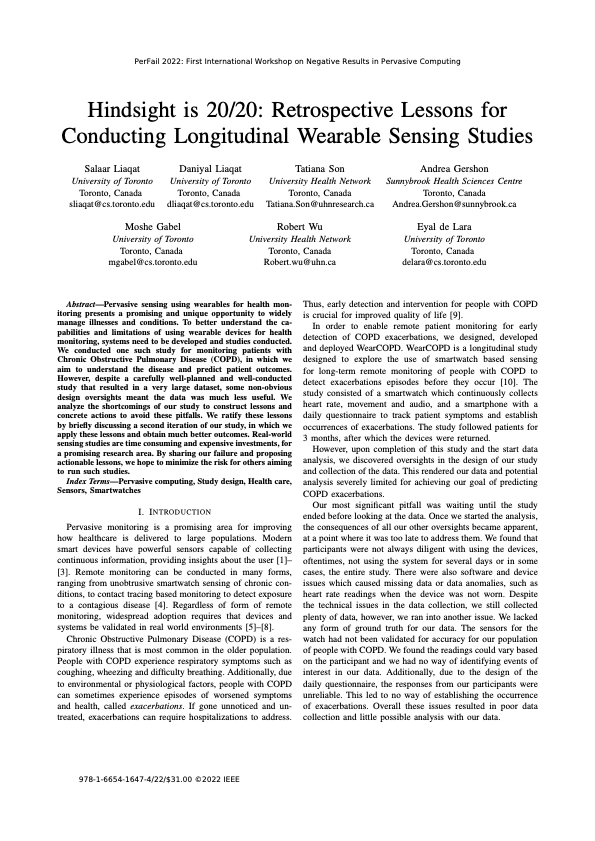 PerFail 2022: First International Workshop on Negative Results in Pervasive Computing
Hindsight is 20/20: Retrospective Lessons for
Conducting Longitudinal Wearable Sensing Studies
Salaar Liaqat
University of Toronto
Toronto, Canada
sliaqat@cs.toronto.edu
Daniyal Liaqat
University of Toronto
Toronto, Canada
dliaqat@cs.toronto.edu
Tatiana Son
University Health Network
Toronto, Canada
Tatiana.Son@uhnresearch.ca
Andrea Gershon
Sunnybrook Health Sciences Centre
Toronto, Canada
Andrea.Gershon@sunnybrook.ca
Moshe Gabel
University of Toronto
Toronto, Canada
mgabel@cs.toronto.edu
Robert Wu
University Health Network
Toronto, Canada
Robert.wu@uhn.ca
Eyal de Lara
University of Toronto
Toronto, Canada
delara@cs.toronto.edu
Abstract—Pervasive sensing using wearables for health mon-
itoring presents a promising and unique opportunity to widely
manage illnesses and conditions. To better understand the ca-
pabilities and limitations of using wearable devices for health
monitoring, systems need to be developed and studies conducted.
We conducted one such study for monitoring patients with
Chronic Obstructive Pulmonary Disease (COPD), in which we
aim to understand the disease and predict patient outcomes.
However, despite a carefully well-planned and well-conducted
study that resulted in a very large dataset, some non-obvious
design oversights meant the data was much less useful. We
analyze the shortcomings of our study to construct lessons and
concrete actions to avoid these pitfalls. We ratify these lessons
by briefly discussing a second iteration of our study, in which we
apply these lessons and obtain much better outcomes. Real-world
sensing studies are time consuming and expensive investments, for
a promising research area. By sharing our failure and proposing
actionable lessons, we hope to minimize the risk for others aiming
to run such studies.
Index Terms—Pervasive computing, Study design, Health care,
Sensors, Smartwatches
I. INTRODUCTION
Pervasive monitoring is a promising area for improving
how healthcare is delivered to large populations. Modern
smart devices have powerful sensors capable of collecting
continuous information, providing insights about the user [1]–
[3]. Remote monitoring can be conducted in many forms,
ranging from unobtrusive smartwatch sensing of chronic con-
ditions, to contact tracing based monitoring to detect exposure
to a contagious disease [4]. Regardless of form of remote
monitoring, widespread adoption requires that devices and
systems be validated in real world environments [5]–[8].
Chronic Obstructive Pulmonary Disease (COPD) is a res-
piratory illness that is most common in the older population.
People with COPD experience respiratory symptoms such as
coughing, wheezing and difficulty breathing. Additionally, due
to environmental or physiological factors, people with COPD
can sometimes experience episodes of worsened symptoms
and health, called exacerbations. If gone unnoticed and un-
treated, exacerbations can require hospitalizations to address.
Thus, early detection and intervention for people with COPD
is crucial for improved quality of life [9].
In order to enable remote patient monitoring for early
detection of COPD exacerbations, we designed, developed
and deployed WearCOPD. WearCOPD is a longitudinal study
designed to explore the use of smartwatch based sensing
for long-term remote monitoring of people with COPD to
detect exacerbations episodes before they occur [10]. The
study consisted of a smartwatch which continuously collects
heart rate, movement and audio, and a smartphone with a
daily questionnaire to track patient symptoms and establish
occurrences of exacerbations. The study followed patients for
3 months, after which the devices were returned.
However, upon completion of this study and the start data
analysis, we discovered oversights in the design of our study
and collection of the data. This rendered our data and potential
analysis severely limited for achieving our goal of predicting
COPD exacerbations.
Our most significant pitfall was waiting until the study
ended before looking at the data. Once we started the analysis,
the consequences of all our other oversights became apparent,
at a point where it was too late to address them. We found that
participants were not always diligent with using the devices,
oftentimes, not using the system for several days or in some
cases, the entire study. There were also software and device
issues which caused missing data or data anomalies, such as
heart rate readings when the device was not worn. Despite
the technical issues in the data collection, we still collected
plenty of data, however, we ran into another issue. We lacked
any form of ground truth for our data. The sensors for the
watch had not been validated for accuracy for our population
of people with COPD. We found the readings could vary based
on the participant and we had no way of identifying events of
interest in our data. Additionally, due to the design of the
daily questionnaire, the responses from our participants were
unreliable. This led to no way of establishing the occurrence
of exacerbations. Overall these issues resulted in poor data
collection and little possible analysis with our data.
978-1-6654-1647-4/22/$31.00 ©2022 IEEE